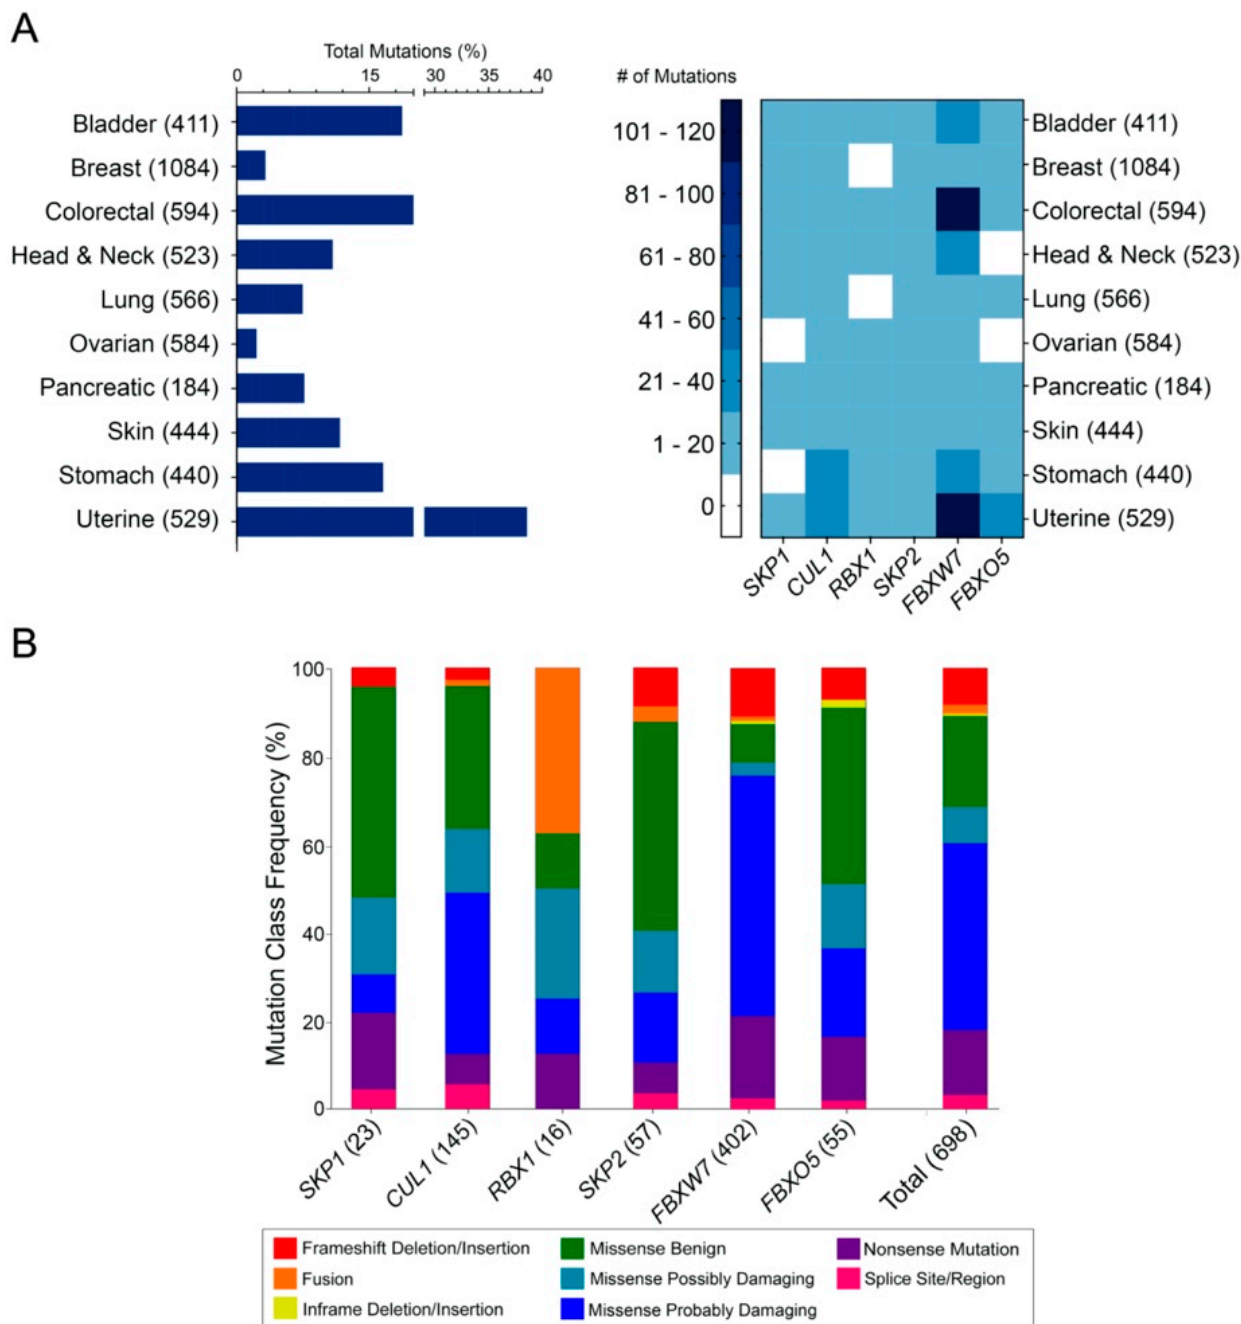 A
Total Mutations (%)
0 15 30 35 40
Bladder (411)
Breast (1084)
Colorectal (594)
Head & Neck (523)
Lung (566)
Ovarian (584)
Pancreatic (184)
Skin (444)
Stomach (440)
Uterine (529)
# of Mutations
101 - 120
81 - 100
61 - 80
41 - 60
21 - 40
1 - 20
0
Bladder (411)
Breast (1084)
Colorectal (594)
Head & Neck (523)
Lung (566)
Ovarian (584)
Pancreatic (184)
Skin (444)
Stomach (440)
Uterine (529)
SKP1 CUL1 RBX1 SKP2 FBXW7 FBXO5
B
Mutation Class Frequency (%)
100
80
60
40
20
0
SKP1 (23) CUL1 (145) RBX1 (16) SKP2 (57) FBXW7 (402) FBXO5 (55) Total (698)
Frameshift Deletion/Insertion Missense Benign Nonsense Mutation
Fusion Missense Possibly Damaging Splice Site/Region
Inframe Deletion/Insertion Missense Probably Damaging